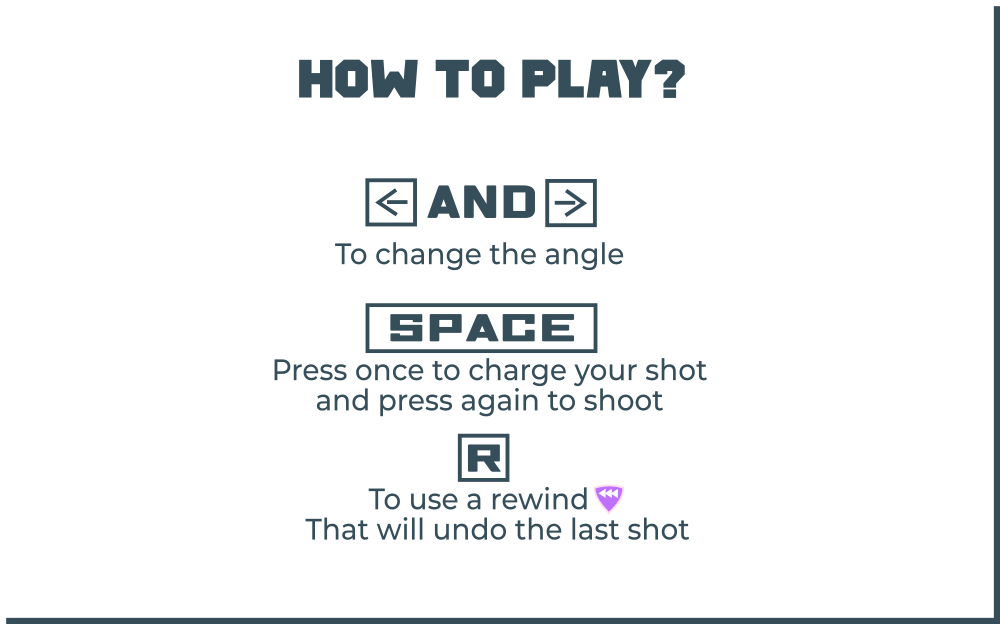 HOW TO PLAY?
← AND →
To change the angle
SPACE
Press once to charge your shot
and press again to shoot
R
To use a rewind
That will undo the last shot